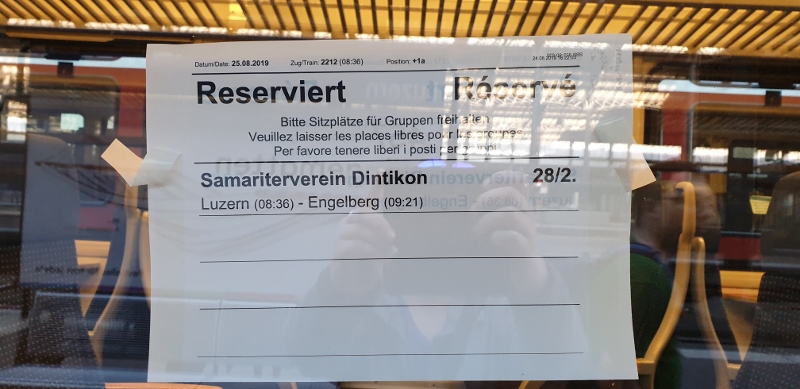 Datum/Date: 25.08.2019 Zug/Train: 2212 (08:36) Position: +1a
Reserviert Réservé
Bitte Sitzplätze für Gruppen freihalten
Veuillez laisser les places libres pour les groupes
Per favore tenere liberi i posti per gruppi
Samariterverein Dintikon 28/2.
Luzern (08:36) - Engelberg (09:21)